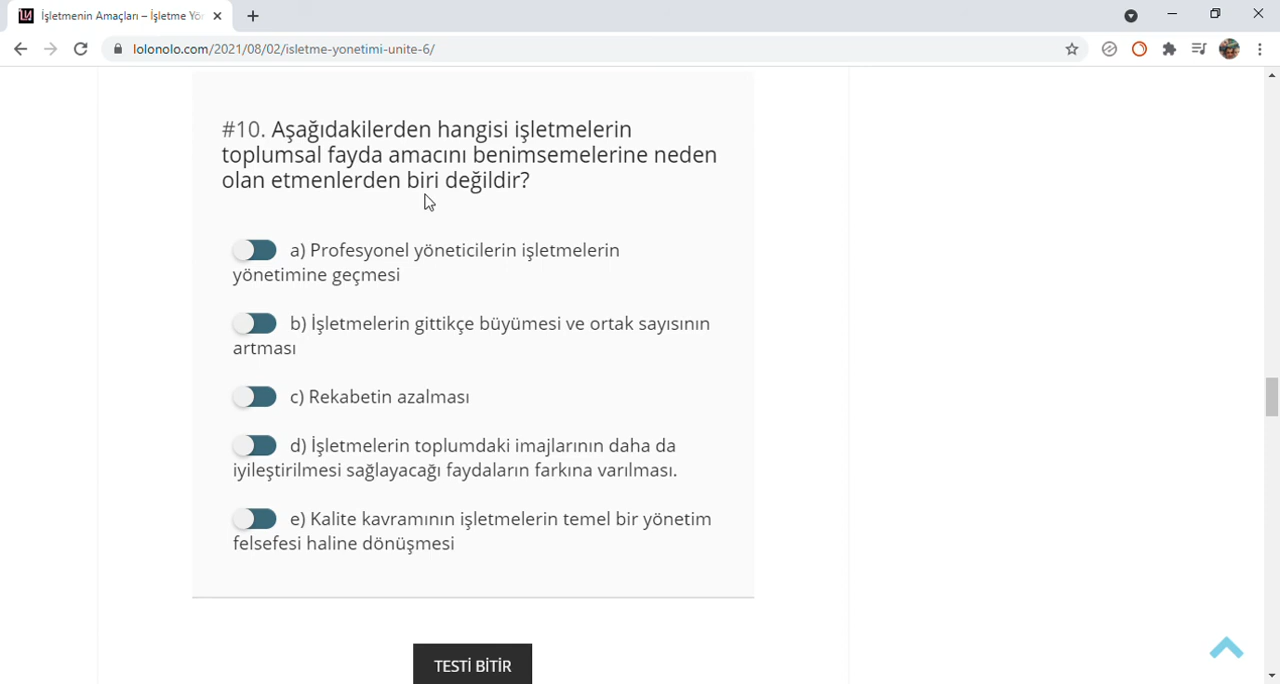 İşletmenin Amaçları – İşletme Yö
lolonolo.com/2021/08/02/isletme-yonetimi-unite-6/
#10. Aşağıdakilerden hangisi işletmelerin
toplumsal fayda amacını benimsemelerine neden
olan etmenlerden biri değildir?
a) Profesyonel yöneticilerin işletmelerin
yönetimine geçmesi
b) İşletmelerin gittikçe büyümesi ve ortak sayısının
artması
c) Rekabetin azalması
d) İşletmelerin toplumdaki imajlarının daha da
iyileştirilmesi sağlayacağı faydaların farkına varılması.
e) Kalite kavramının işletmelerin temel bir yönetim
felsefesi haline dönüşmesi
TESTİ BİTİR